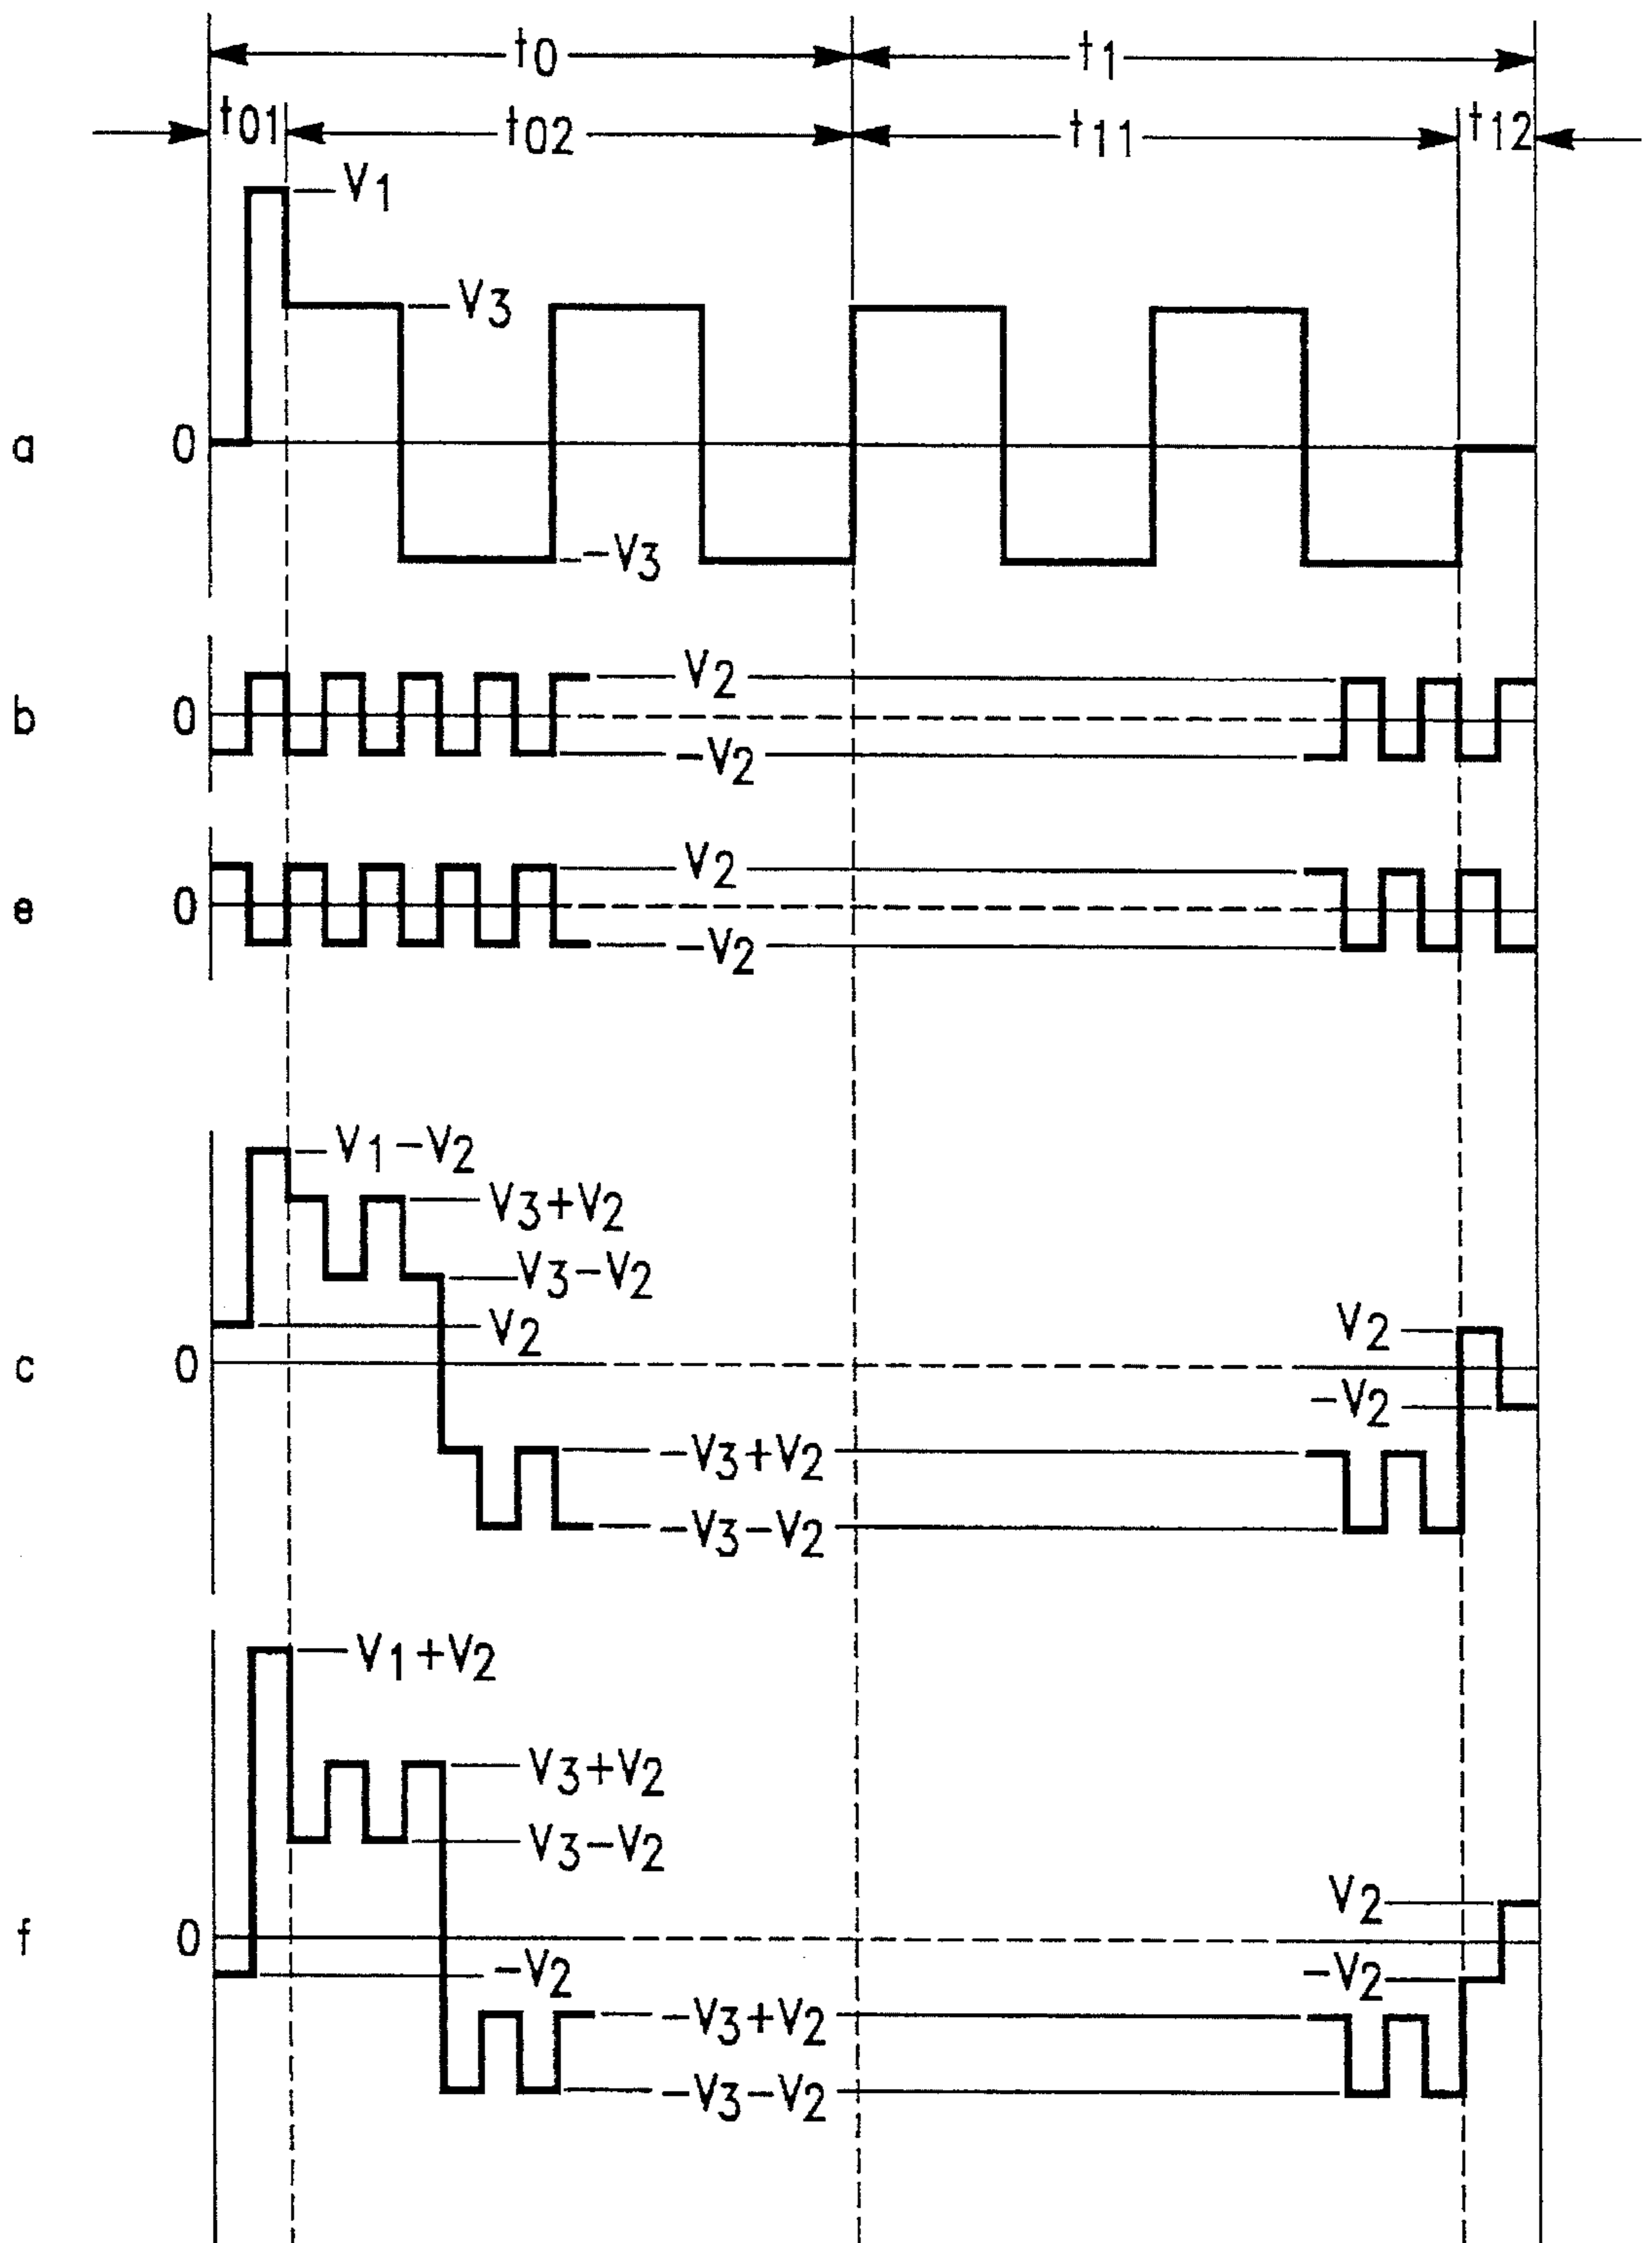 t0 t1
t01 t02 t11 t12
V1
V3
a 0
-V3
V2
b 0
-V2
V2
e 0
-V2
V1-V2
V3+V2
V3-V2
V2 V2
c 0
-V2
-V3+V2
-V3-V2
V1+V2
V3+V2
V3-V2
V2
f 0
-V2 -V2
-V3+V2
-V3-V2